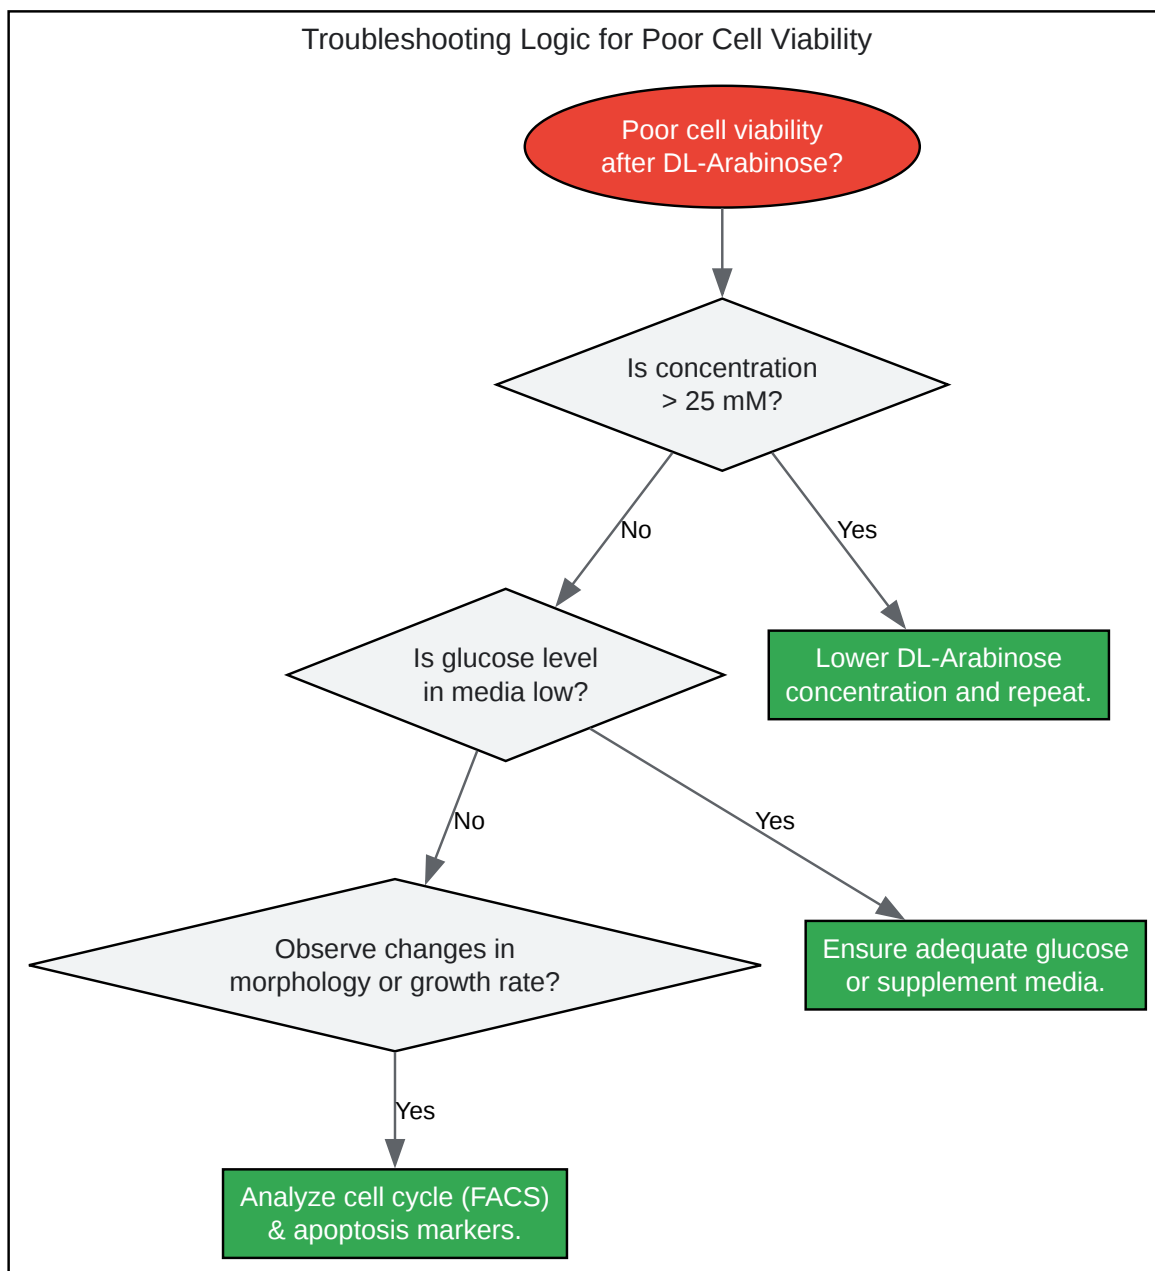 Troubleshooting Logic for Poor Cell Viability
Poor cell viability
after DL-Arabinose?
Is concentration
> 25 mM?
No
Yes
Is glucose level
in media low?
Lower DL-Arabinose
concentration and repeat.
No
Yes
Observe changes in
morphology or growth rate?
Ensure adequate glucose
or supplement media.
Yes
Analyze cell cycle (FACS)
& apoptosis markers.